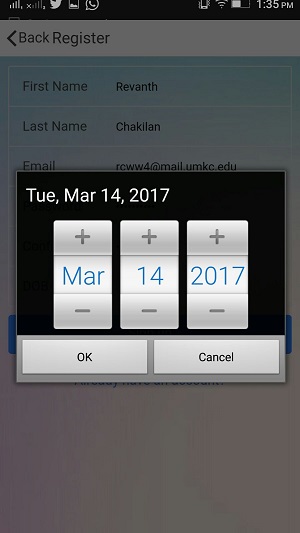 1:35 PM
Back Register
First Name Revanth
Last Name Chakilan
Email rcww4@mail.umkc.edu
Tue, Mar 14, 2017
+ + +
Mar 14 2017
− − −
OK Cancel
Already have an account?